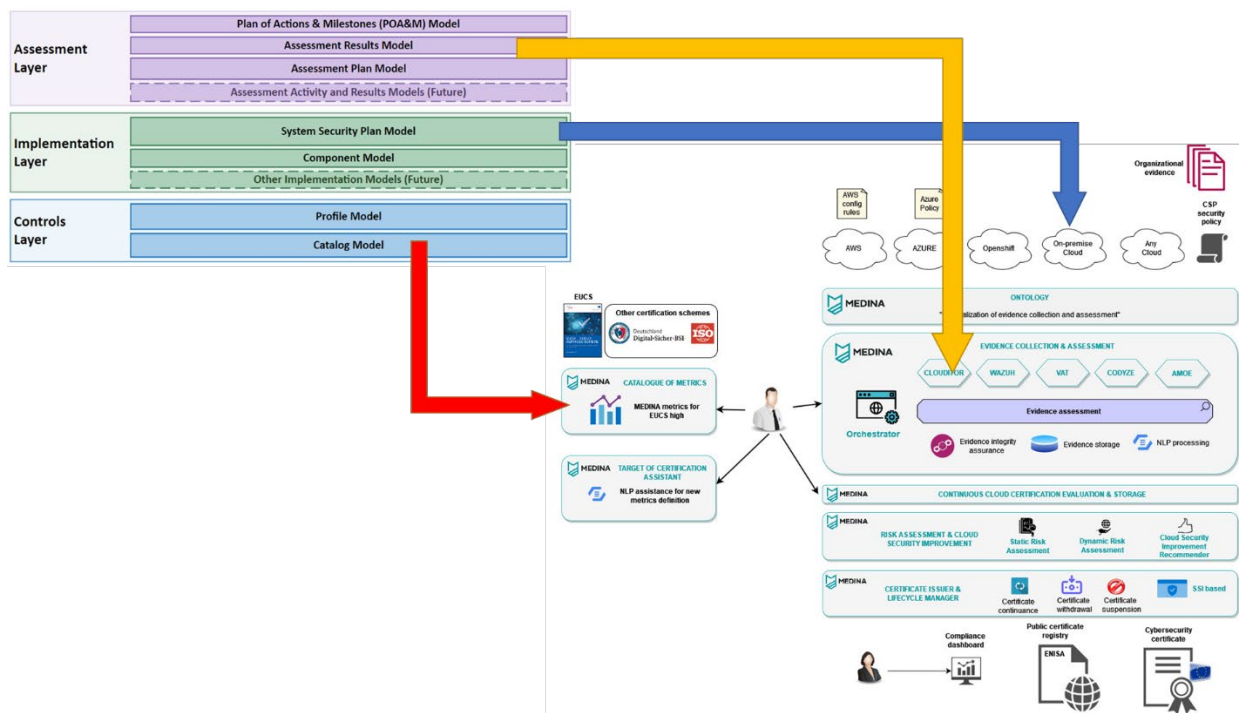 Assessment
Layer
Plan of Actions & Milestones (POA&M) Model
Assessment Results Model
Assessment Plan Model
Assessment Activity and Results Models (Future)
Implementation
Layer
System Security Plan Model
Component Model
Other Implementation Models (Future)
Controls
Layer
Profile Model
Catalog Model
Organizational
evidence
AWS
config
rules
Azure
Policy
CSP
security
policy
AWS
AZURE
Openshift
On-premise
Cloud
Any
Cloud
MEDINA
ONTOLOGY
of evidence collection and assessment"
EUCS
Other certification schemes
Deutschland
Digital-Sicher-BSI
ISO
MEDINA
CATALOGUE OF METRICS
MEDINA metrics for
EUCS high
MEDINA
TARGET OF CERTIFICATION
ASSISTANT
NLP assistance for new
metrics definition
MEDINA
EVIDENCE COLLECTION & ASSESSMENT
CLOUDITOR
WAZUH
VAT
CODYZE
AMOE
Orchestrator
Evidence assessment
Evidence integrity
assurance
Evidence storage
NLP processing
MEDINA
CONTINUOUS CLOUD CERTIFICATION EVALUATION & STORAGE
MEDINA
RISK ASSESSMENT & CLOUD
SECURITY IMPROVEMENT
Static Risk
Assessment
Dynamic Risk
Assessment
Cloud Security
Improvement
Recommender
MEDINA
CERTIFICATE ISSUER &
LIFECYCLE MANAGER
Certificate
continuance
Certificate
withdrawal
Certificate
suspension
SSI based
Compliance
dashboard
Public certificate
registry
ENISA
Cybersecurity
certificate